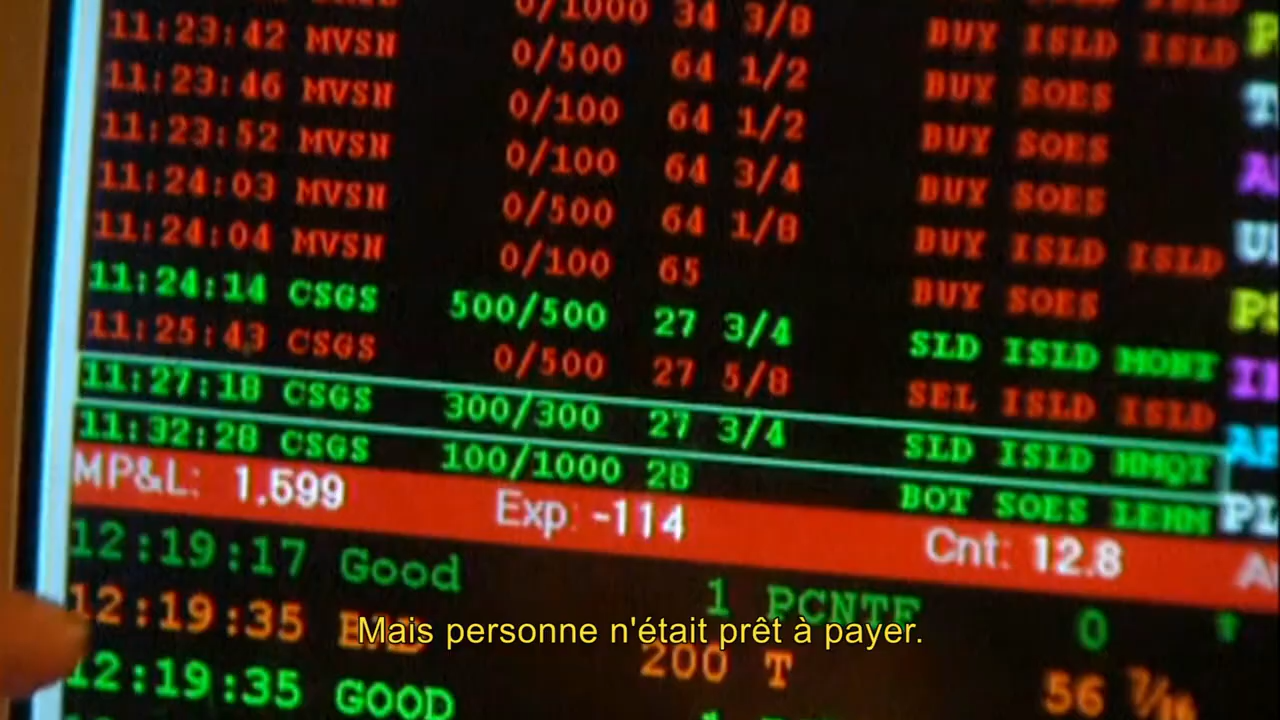 0/1000 34 3/8
11:23:42 MVSN 0/500 64 1/2 BUY ISLD ISLD
11:23:46 MVSN 0/100 64 1/2 BUY SOES
11:23:52 MVSN 0/100 64 3/4 BUY SOES
11:24:03 MVSN 0/500 64 1/8 BUY SOES
11:24:04 MVSN 0/100 65 BUY ISLD ISLD
11:24:14 CSGS 500/500 27 3/4 BUY SOES
11:25:43 CSGS 0/500 27 5/8 SLD ISLD MONT
11:27:18 CSGS 300/300 27 3/4 SEL ISLD ISLD
11:32:28 CSGS 100/1000 28 SLD ISLD HMQT
BOT SOES LEHM
MP&L: 1,599 Exp: -114 Cnt: 12.8
12:19:17 Good 1 PCNTF 0
12:19:35 200 T 56 7/16
12:19:35 GOOD
Mais personne n'était prêt à payer.